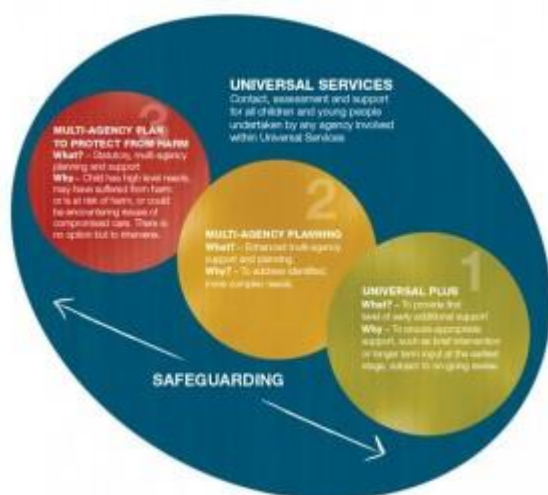 UNIVERSAL SERVICES
Contact, assessment and support
for all children and young people
undertaken by any agency involved
within Universal Services
3
MULTI-AGENCY PLAN
TO PROTECT FROM HARM
What? – Statutory, multi-agency
planning and support
Why – Child has high level needs,
may have suffered from harm
or is at risk of harm, or could
be encountering issues of
compromised care. There is
no option but to intervene.
2
MULTI-AGENCY PLANNING
What? – Enhanced multi-agency
support and planning.
Why? – To address identified,
more complex needs.
1
UNIVERSAL PLUS
What? – To provide first
level of early additional support
Why – To ensure appropriate
support, such as brief intervention
or longer term input at the earliest
stage, subject to on-going review.
SAFEGUARDING